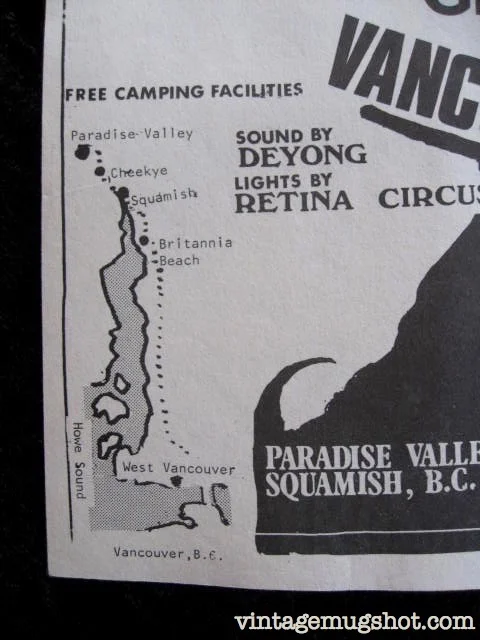 VANC
FREE CAMPING FACILITIES
Paradise Valley
Cheekye
Squamish
Britannia
Beach
SOUND BY
DEYONG
LIGHTS BY
RETINA CIRCUS
Howe Sound
West Vancouver
Vancouver, B.C.
PARADISE VALLE
SQUAMISH, B.C.
vintagemugshot.com